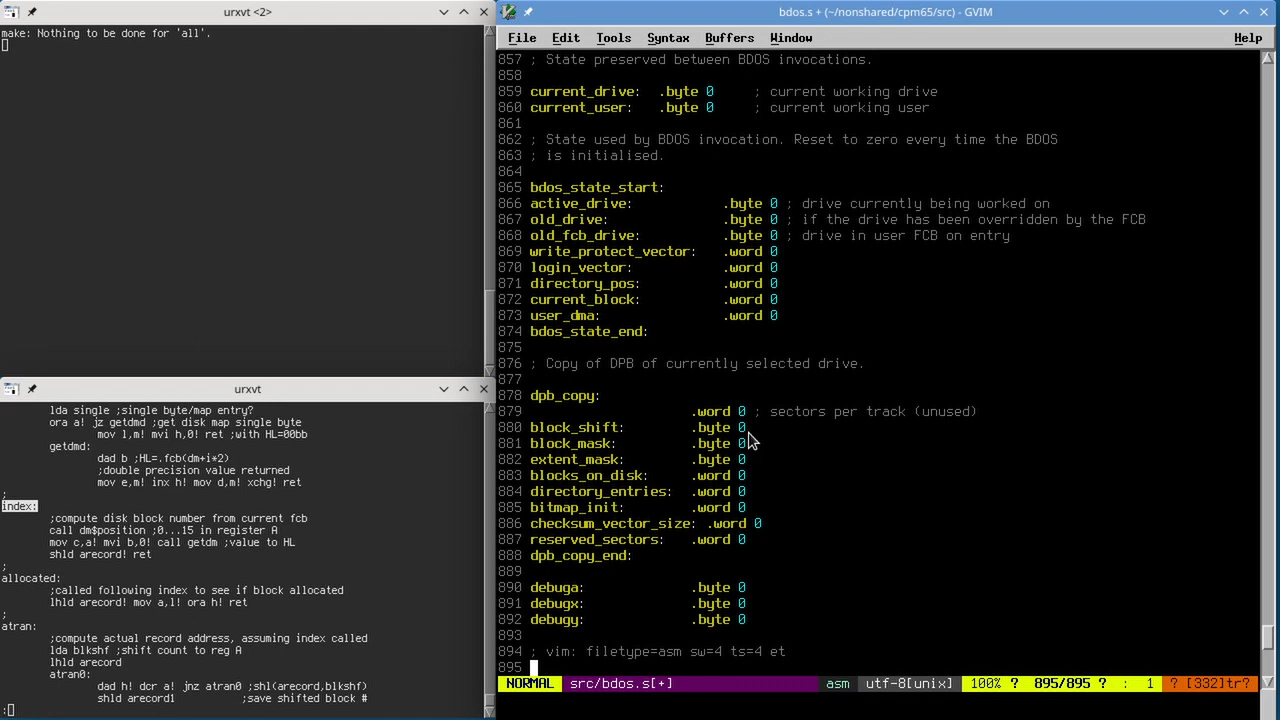 urxvt <2>
make: Nothing to be done for 'all'.
urxvt
lda single ;single byte/map entry?
ora a! jz getdmd ;get disk map single byte
mov l,m! mvi h,0! ret ;with HL=00bb
getdmd:
dad b ;HL=.fcb(dm+i*2)
;double precision value returned
mov e,m! inx h! mov d,m! xchg! ret
;
index:
;compute disk block number from current fcb
call dm$position ;0...15 in register A
mov c,a! mvi b,0! call getdm ;value to HL
shld arecord! ret
;
allocated:
;called following index to see if block allocated
lhld arecord! mov a,l! ora h! ret
;
atran:
;compute actual record address, assuming index called
lda blkshf ;shift count to reg A
lhld arecord
atran0:
dad h! dcr a! jnz atran0 ;shl(arecord,blkshf)
shld arecord1 ;save shifted block #
:
bdos.s + (~/nonshared/cpm65/src) - GVIM
File Edit Tools Syntax Buffers Window Help
857 ; State preserved between BDOS invocations.
858
859 current_drive: .byte 0 ; current working drive
860 current_user: .byte 0 ; current working user
861
862 ; State used by BDOS invocation. Reset to zero every time the BDOS
863 ; is initialised.
864
865 bdos_state_start:
866 active_drive: .byte 0 ; drive currently being worked on
867 old_drive: .byte 0 ; if the drive has been overridden by the FCB
868 old_fcb_drive: .byte 0 ; drive in user FCB on entry
869 write_protect_vector: .word 0
870 login_vector: .word 0
871 directory_pos: .word 0
872 current_block: .word 0
873 user_dma: .word 0
874 bdos_state_end:
875
876 ; Copy of DPB of currently selected drive.
877
878 dpb_copy:
879 .word 0 ; sectors per track (unused)
880 block_shift: .byte 0
881 block_mask: .byte 0
882 extent_mask: .byte 0
883 blocks_on_disk: .word 0
884 directory_entries: .word 0
885 bitmap_init: .word 0
886 checksum_vector_size: .word 0
887 reserved_sectors: .word 0
888 dpb_copy_end:
889
890 debuga: .byte 0
891 debugx: .byte 0
892 debugy: .byte 0
893
894 ; vim: filetype=asm sw=4 ts=4 et
895
NORMAL src/bdos.s[+] asm utf-8[unix] 100% ? 895/895 ? : 1 ? [332]tr?